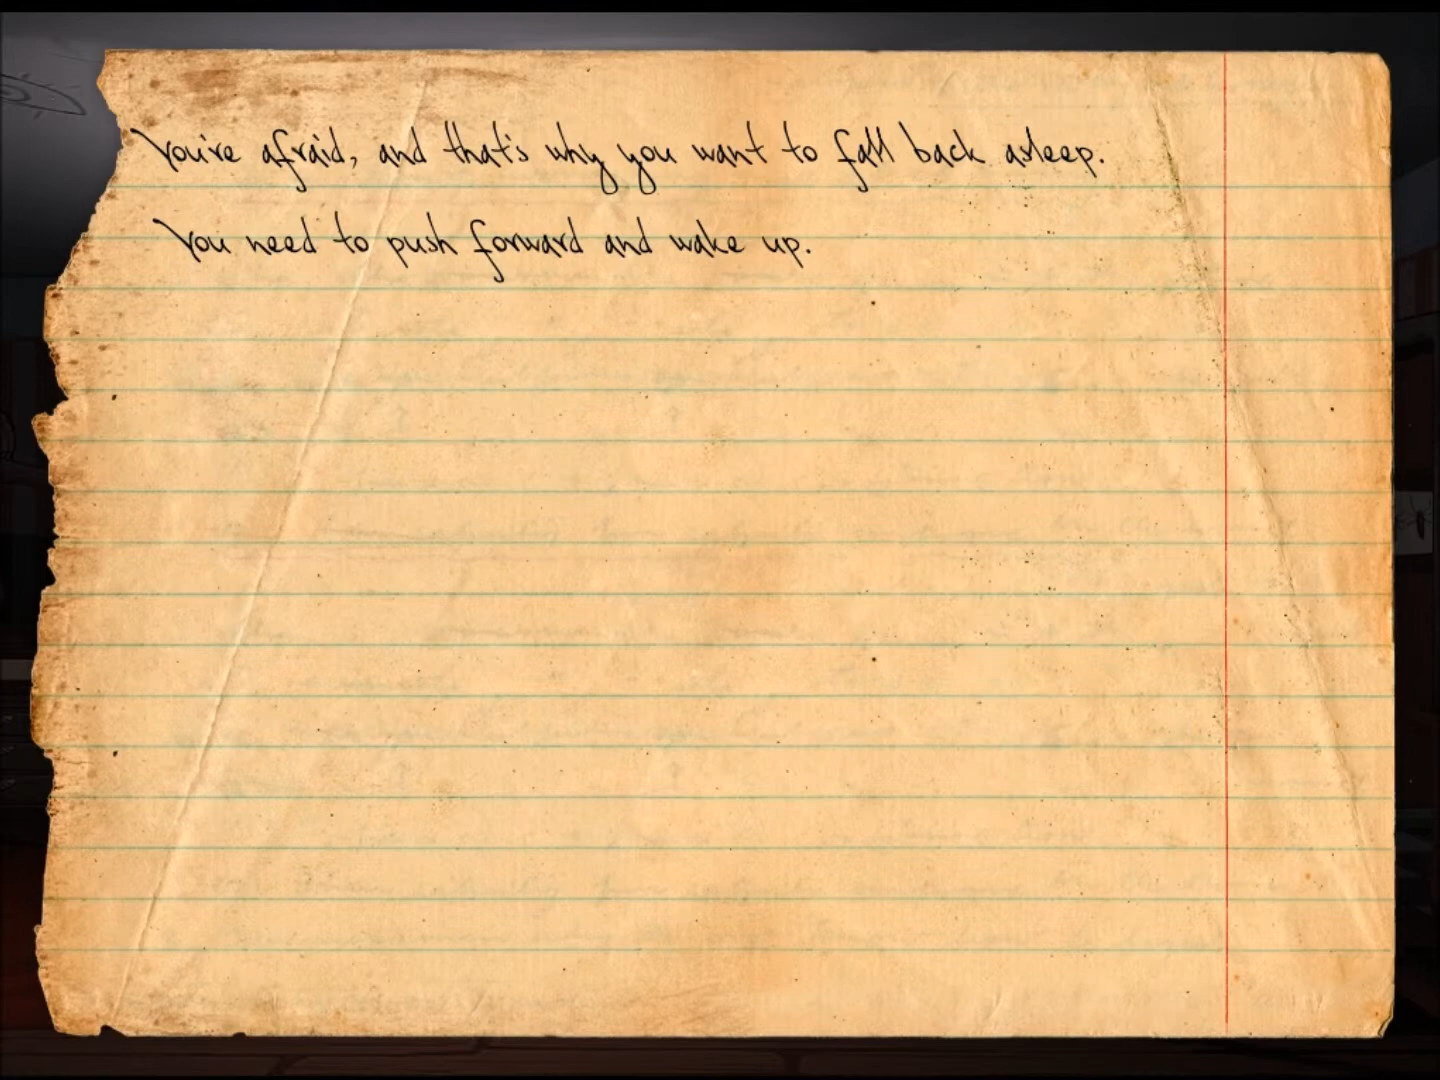 You're afraid, and that's why you want to fall back asleep.
You need to push forward and wake up.